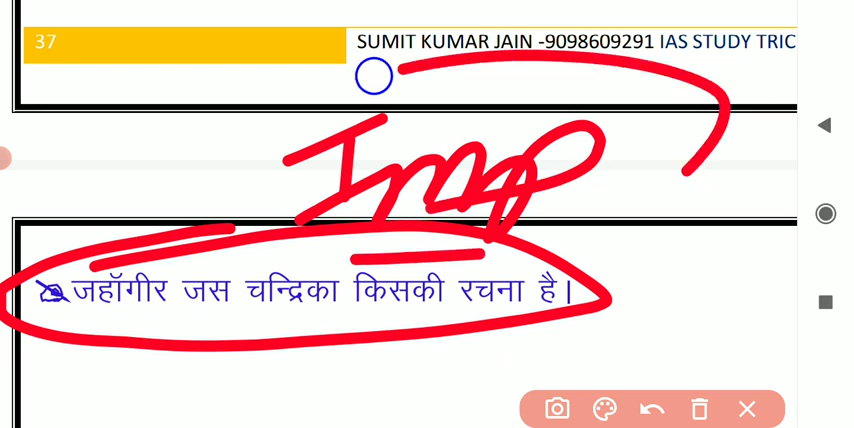 37
SUMIT KUMAR JAIN -9098609291 IAS STUDY TRIC
Imp
जहॉगीर जस चन्द्रिका किसकी रचना है।